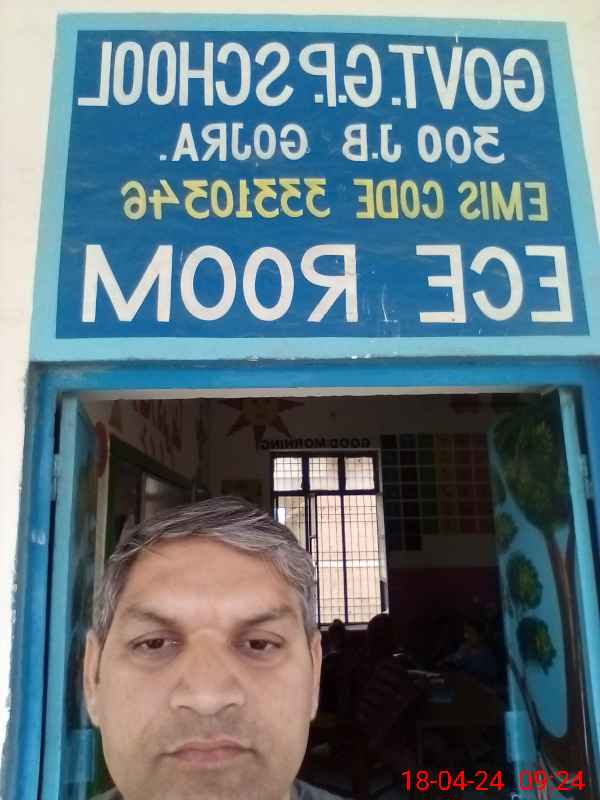 GOVT.G.P.SCHOOL
300 J.B GOJRA.
EMIS CODE 33310346
ECE ROOM
GOOD MORNING
18-04-24 09:24